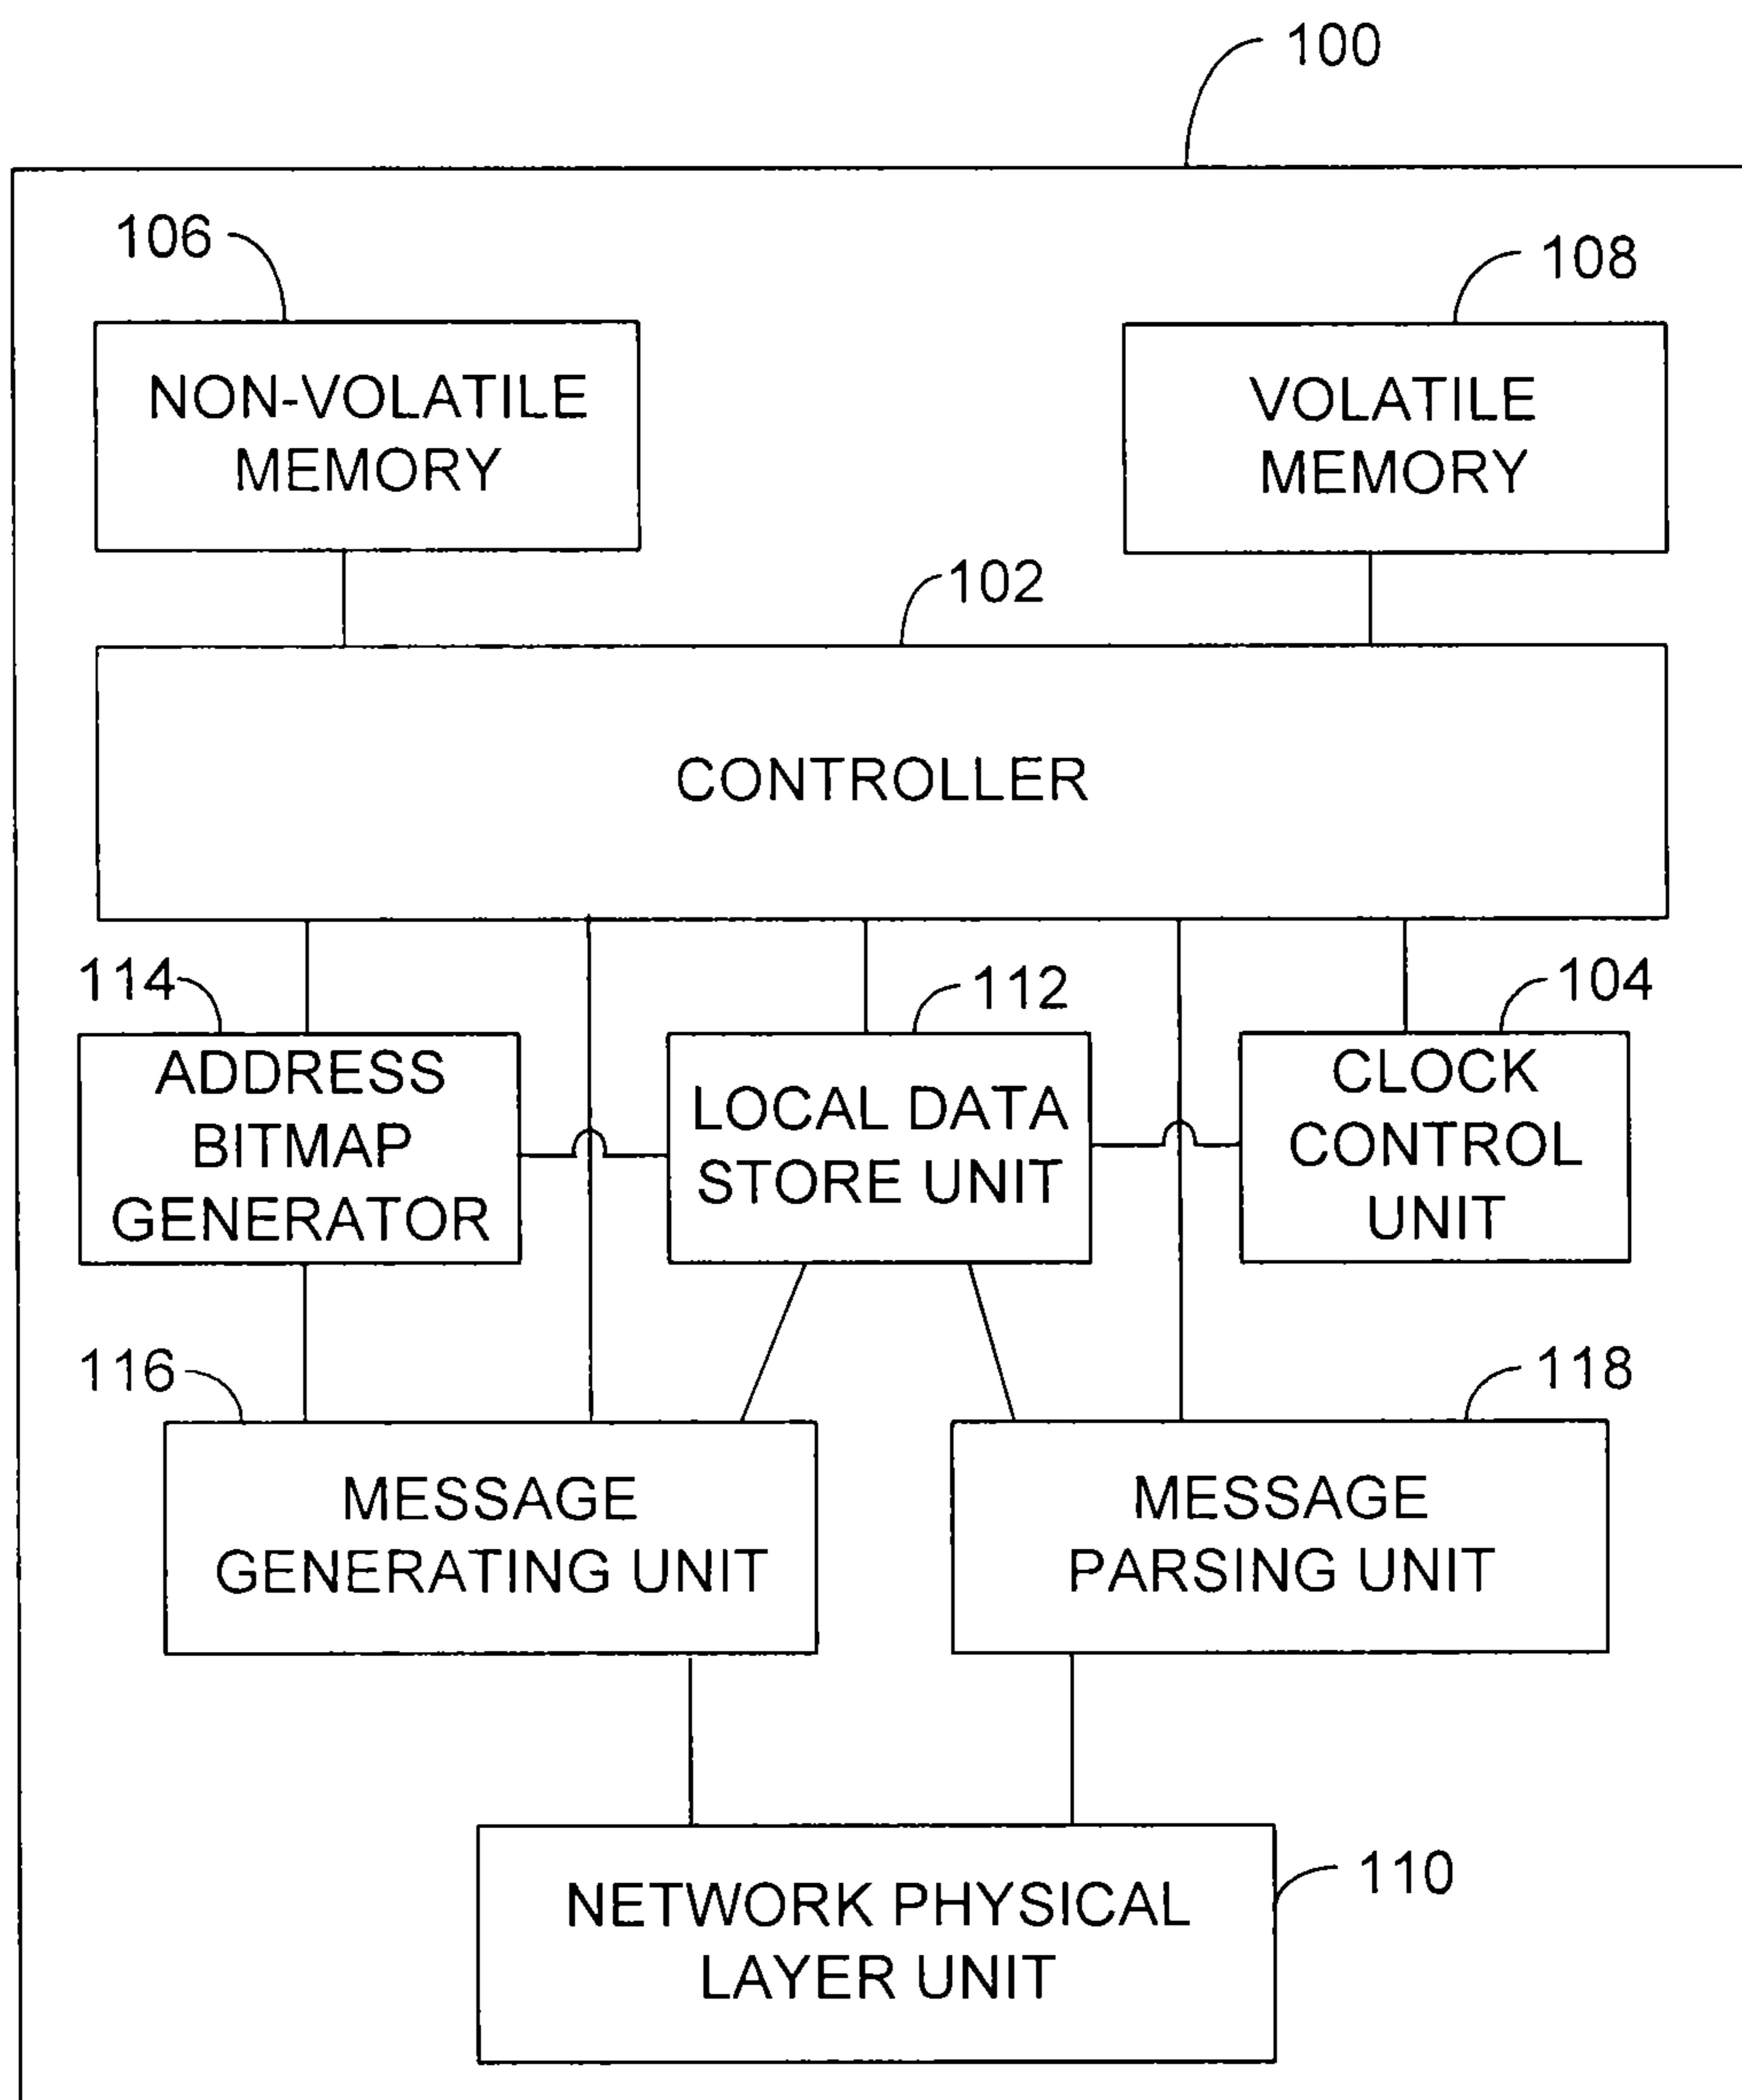 100
106
108
NON-VOLATILE
MEMORY
VOLATILE
MEMORY
102
CONTROLLER
114
112
104
ADDRESS
BITMAP
GENERATOR
LOCAL DATA
STORE UNIT
CLOCK
CONTROL
UNIT
116
118
MESSAGE
GENERATING UNIT
MESSAGE
PARSING UNIT
110
NETWORK PHYSICAL
LAYER UNIT